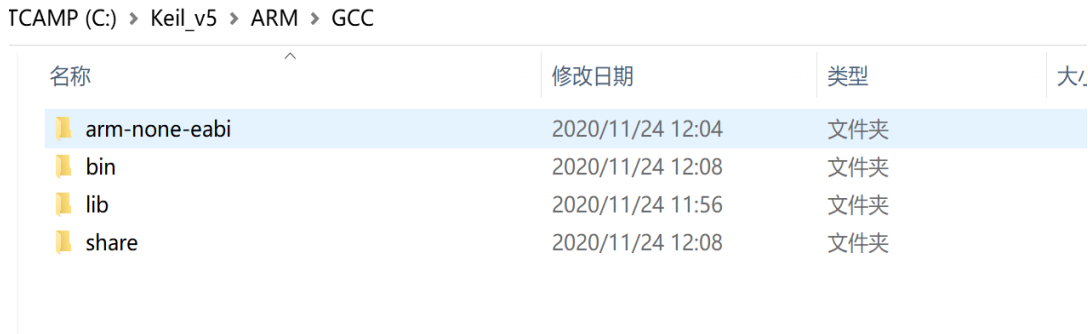 TCAMP (C:) > Keil_v5 > ARM > GCC
名称 修改日期 类型
arm-none-eabi 2020/11/24 12:04 文件夹
bin 2020/11/24 12:08 文件夹
lib 2020/11/24 11:56 文件夹
share 2020/11/24 12:08 文件夹